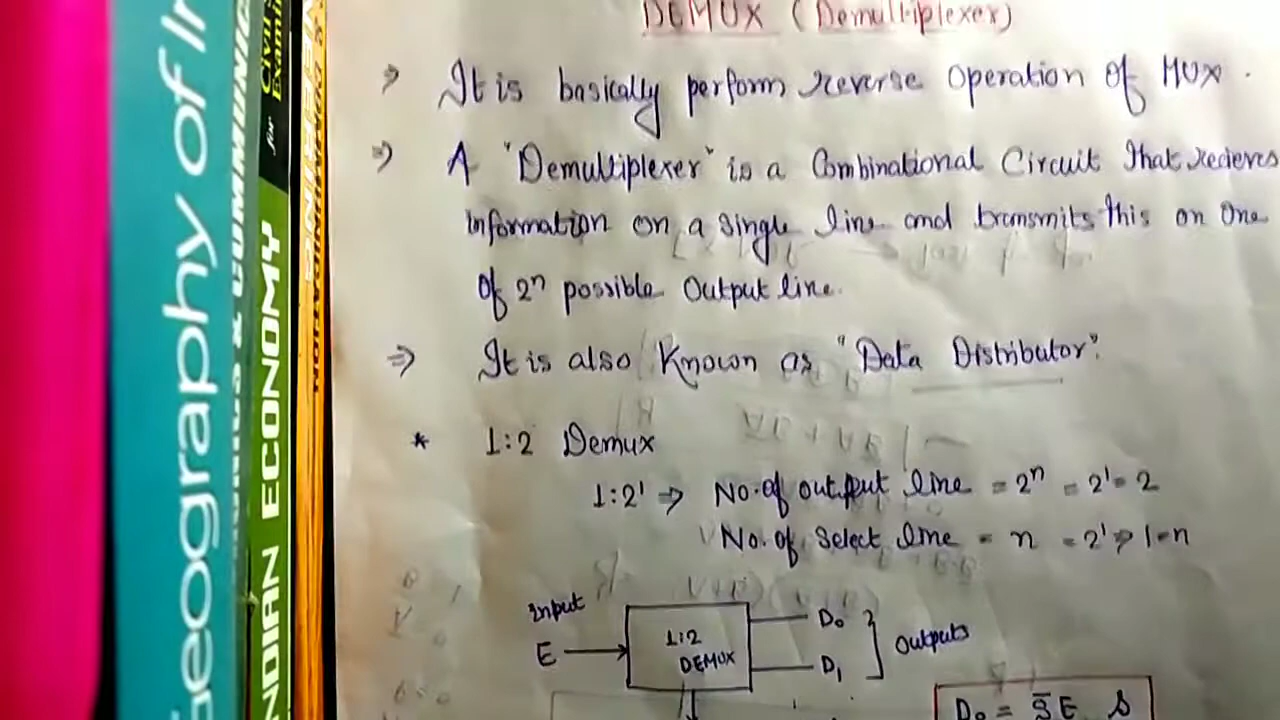 Geography of In
INDIAN ECONOMY
for
Civil
DEMUX (Demultiplexer)
⇒ It is basically perform reverse operation of MUX.
⇒ A "Demultiplexer" is a Combinational Circuit that recieves
information on a single line and transmits this on One
of 2ⁿ possible Output line.
⇒ It is also Known as "Data Distributor".
* 1:2 Demux
1:2¹ ⇒ No. of output line = 2ⁿ = 2¹ = 2
No. of Select line = n = 2¹ ⇒ 1=n
Input
E
1:2
DEMUX
D₀
D₁
Outputs
D₀ = S̅E